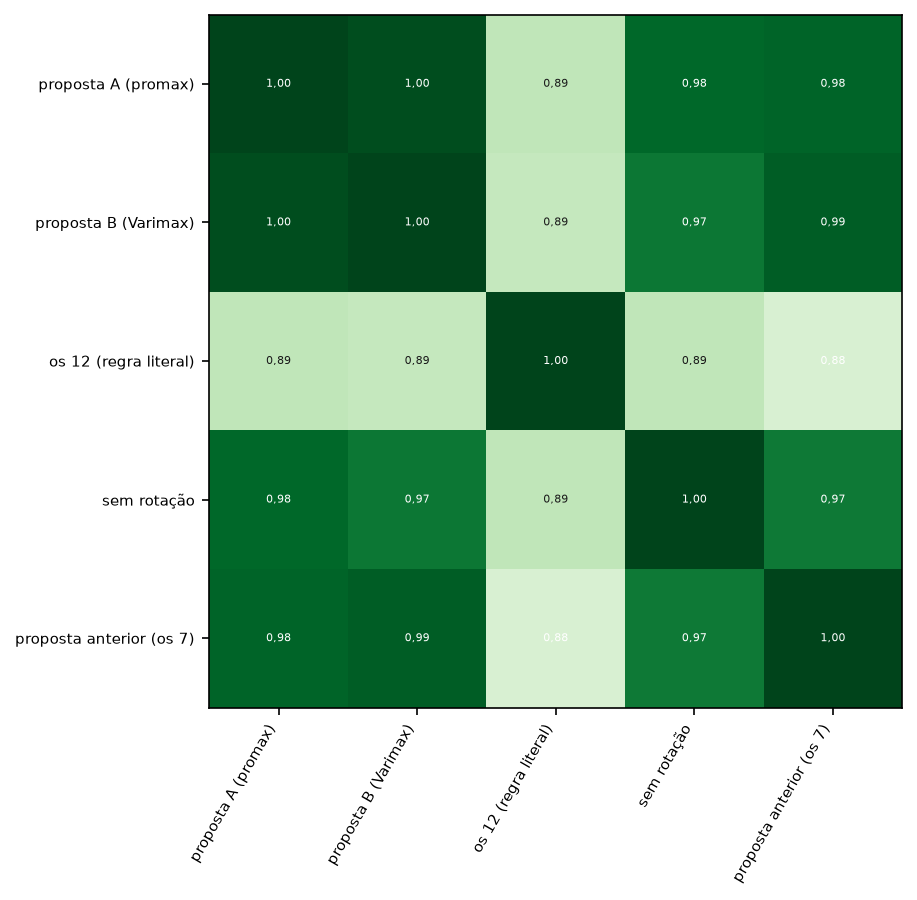 proposta A (promax) 1,00 1,00 0,89 0,98 0,98
proposta B (Varimax) 1,00 1,00 0,89 0,97 0,99
os 12 (regra literal) 0,89 0,89 1,00 0,89 0,88
sem rotação 0,98 0,97 0,89 1,00 0,97
proposta anterior (os 7) 0,98 0,99 0,88 0,97 1,00
proposta A (promax)
proposta B (Varimax)
os 12 (regra literal)
sem rotação
proposta anterior (os 7)